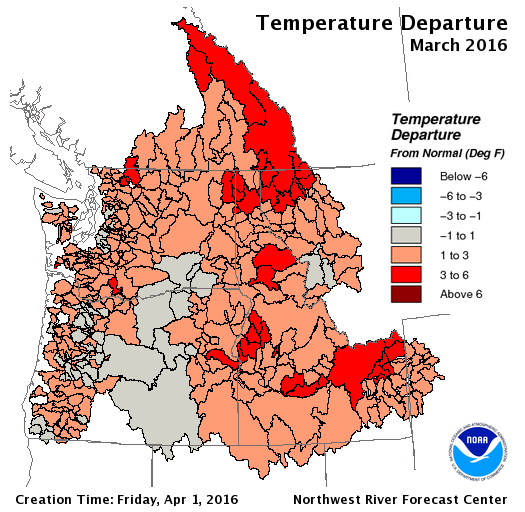 Temperature Departure
March 2016
Temperature
Departure
From Normal (Deg F)
Below −6
−6 to −3
−3 to −1
−1 to 1
1 to 3
3 to 6
Above 6
NOAA
Creation Time: Friday, Apr 1, 2016
Northwest River Forecast Center